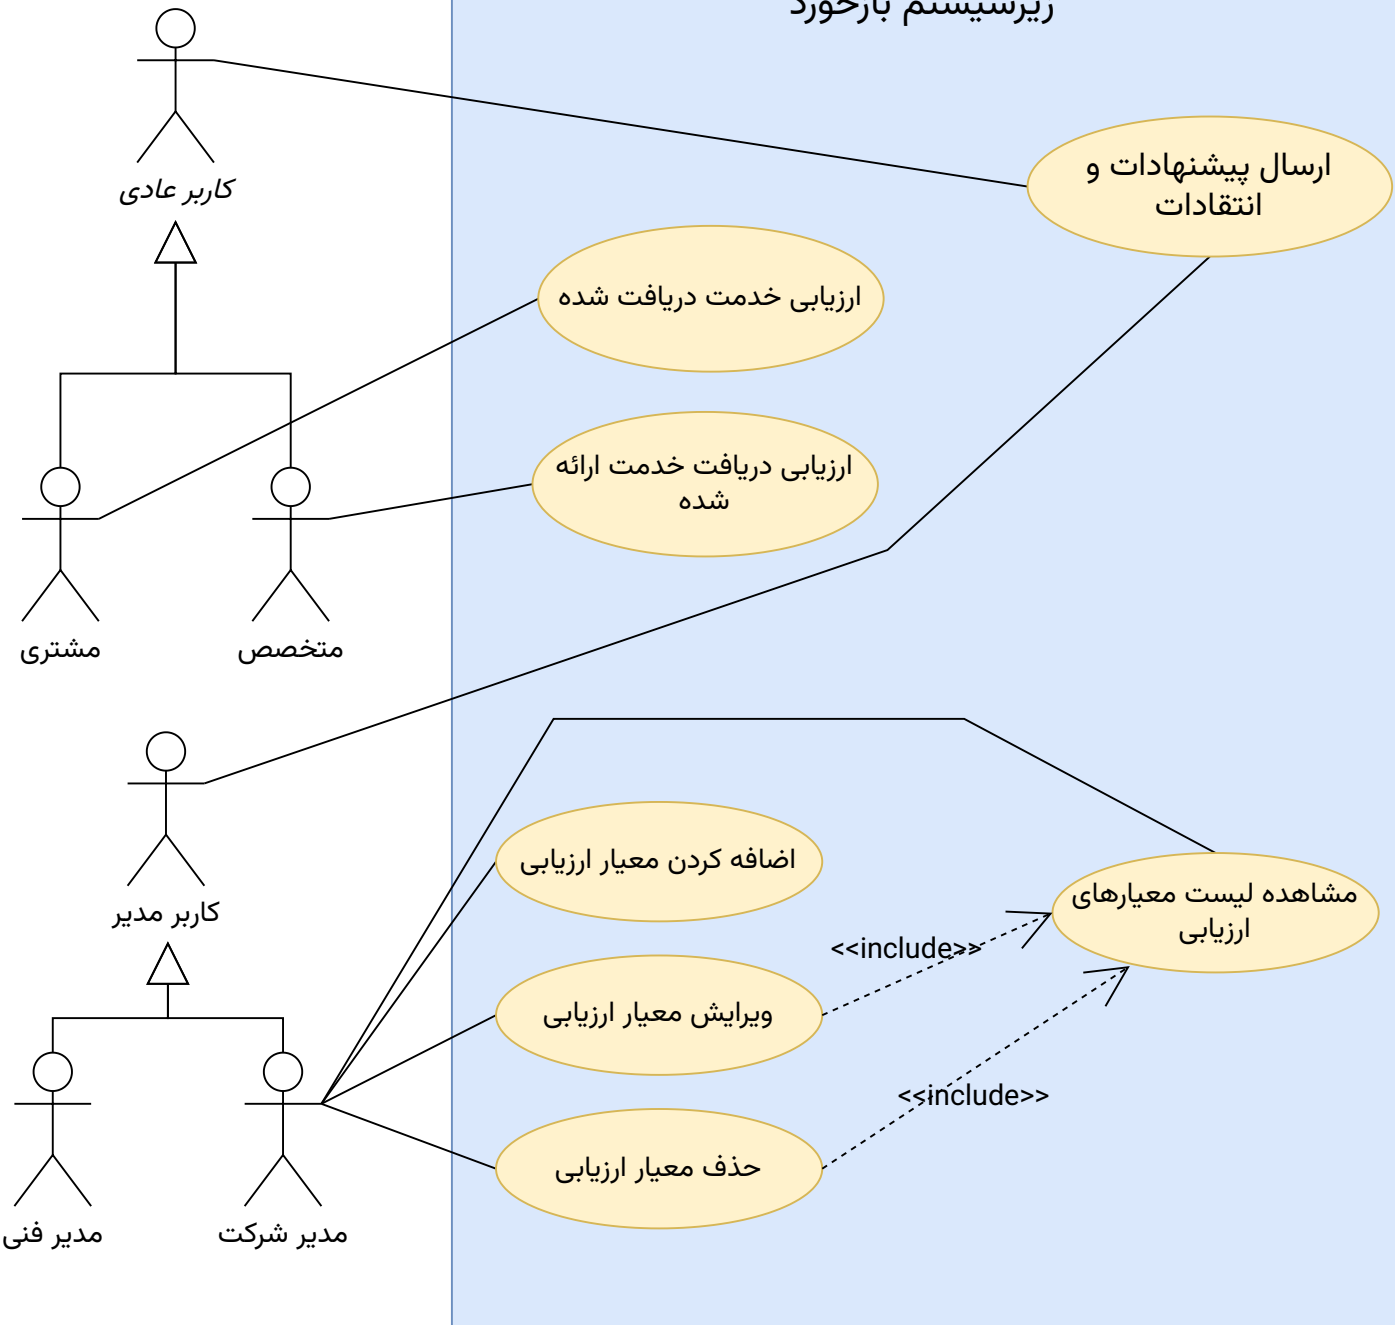 زیرسیستم بازخورد
ارسال پیشنهادات و
انتقادات
کاربر عادی
ارزیابی خدمت دریافت شده
ارزیابی دریافت خدمت ارائه
شده
مشتری
متخصص
اضافه کردن معیار ارزیابی
مشاهده لیست معیارهای
ارزیابی
کاربر مدیر
<<include>>
ویرایش معیار ارزیابی
<<include>>
حذف معیار ارزیابی
مدیر شرکت
مدیر فنی